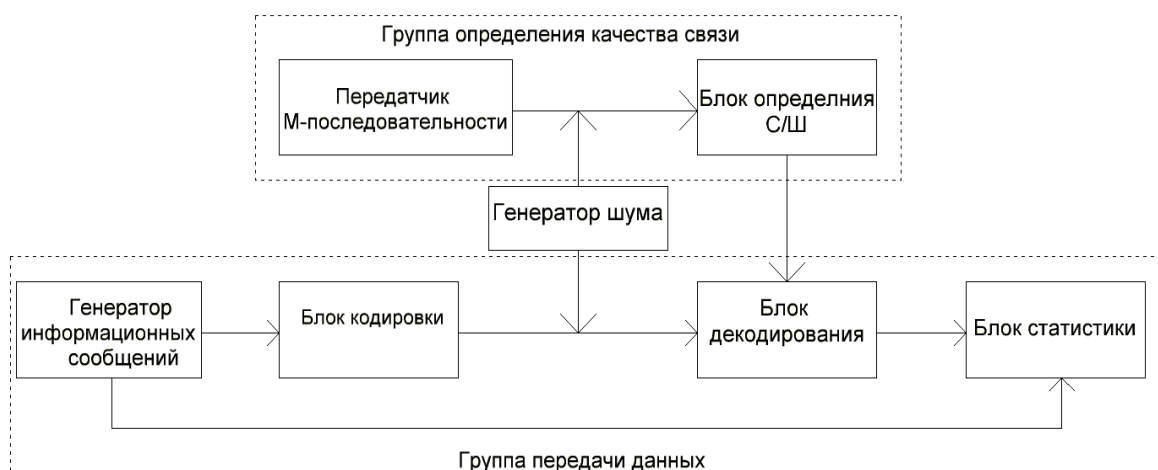 Группа определения качества связи
Передатчик
М-последовательности
Блок определния
С/Ш
Генератор шума
Генератор
информационных
сообщений
Блок кодировки
Блок
декодирования
Блок статистики
Группа передачи данных